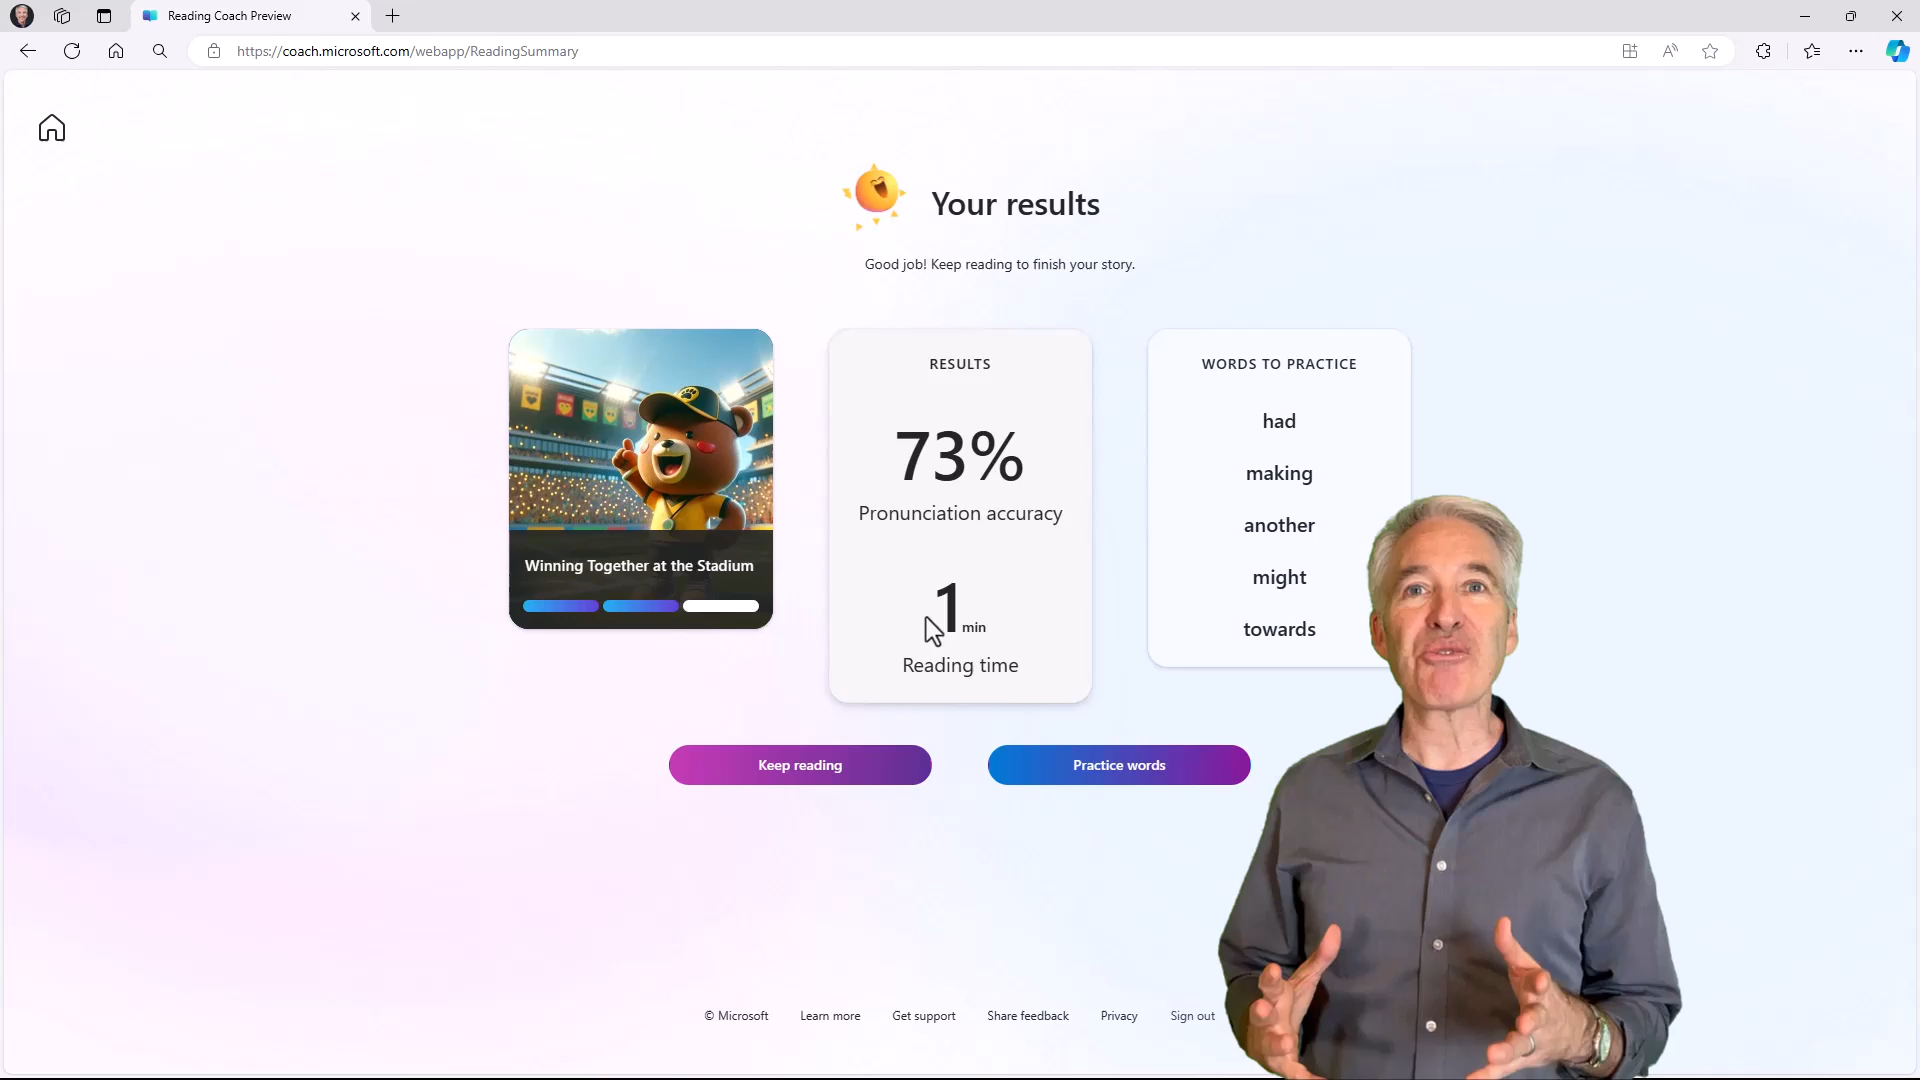 Reading Coach Preview
https://coach.microsoft.com/webapp/ReadingSummary
Your results
Good job! Keep reading to finish your story.
Winning Together at the Stadium
RESULTS
73%
Pronunciation accuracy
1 min
Reading time
WORDS TO PRACTICE
had
making
another
might
towards
Keep reading
Practice words
© Microsoft
Learn more
Get support
Share feedback
Privacy
Sign out